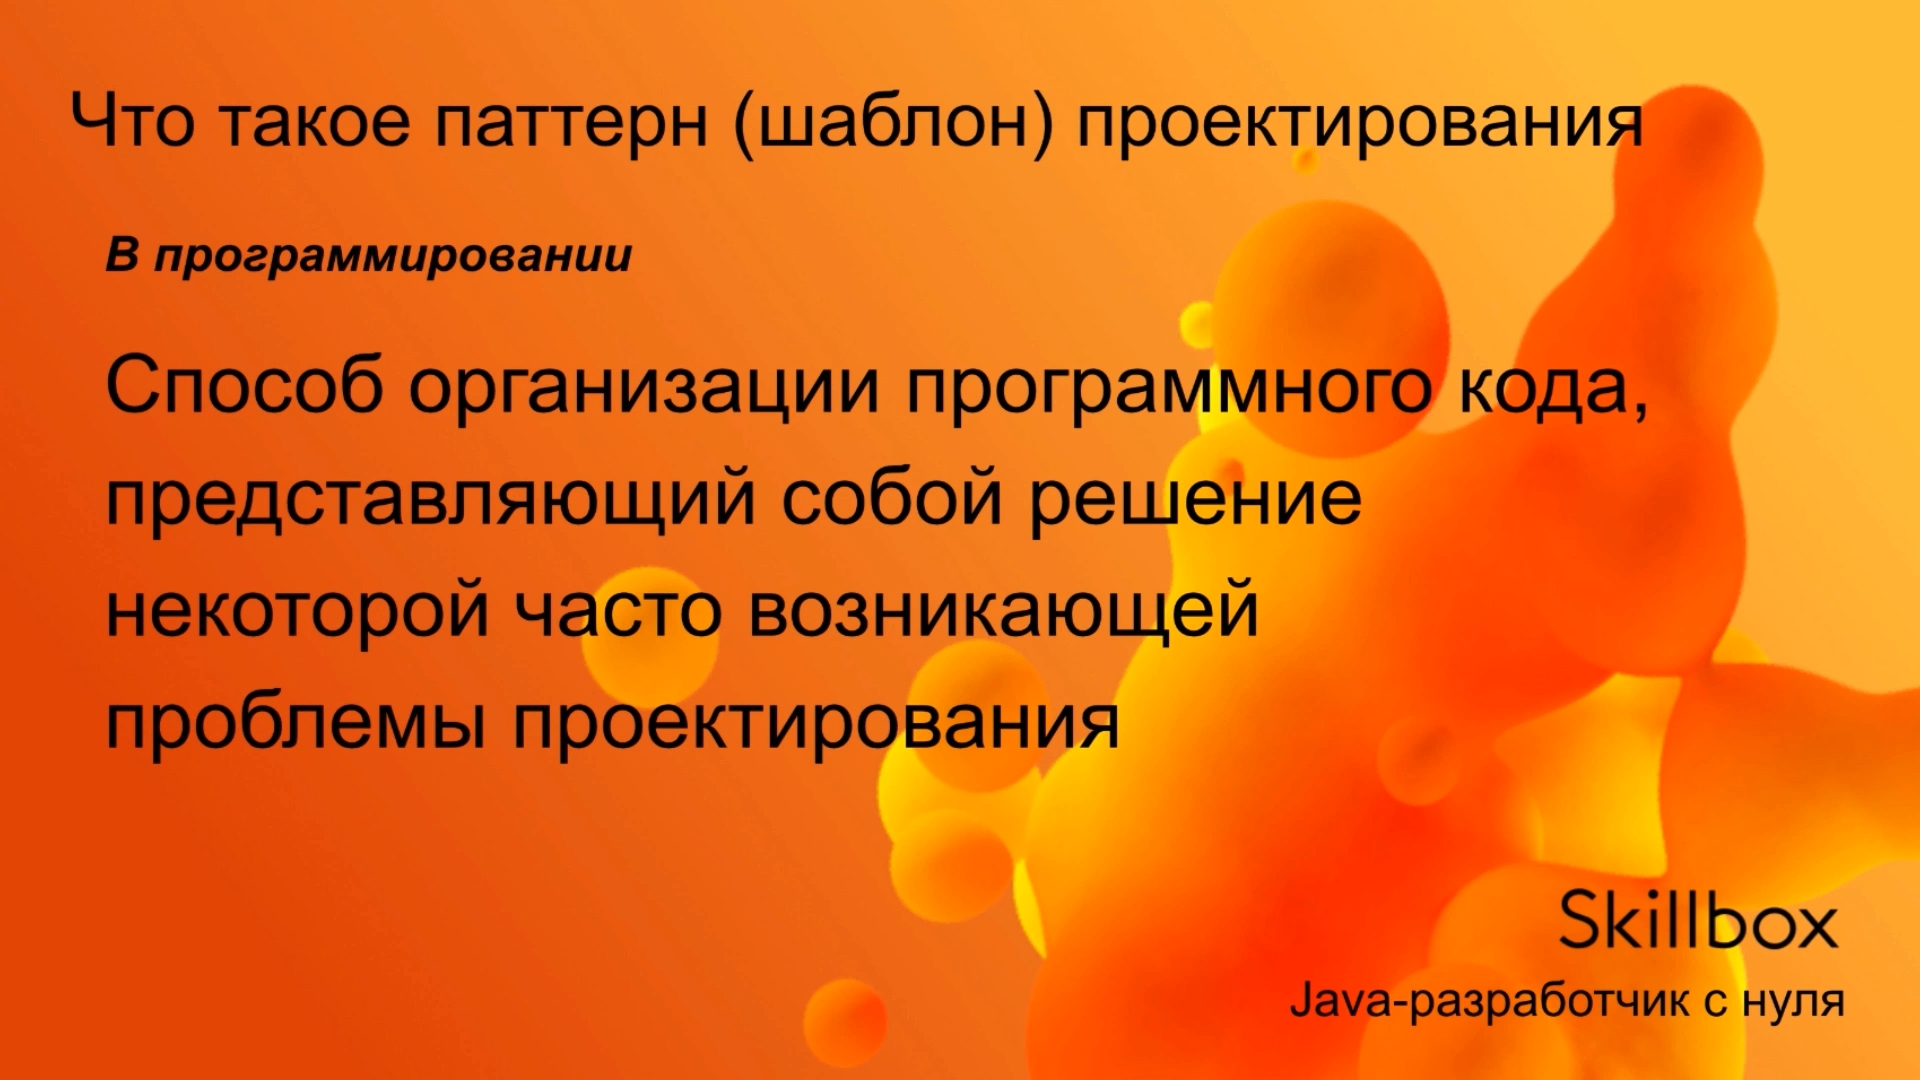 Что такое паттерн (шаблон) проектирования
В программировании
Способ организации программного кода,
представляющий собой решение
некоторой часто возникающей
проблемы проектирования
Skillbox
Java-разработчик с нуля